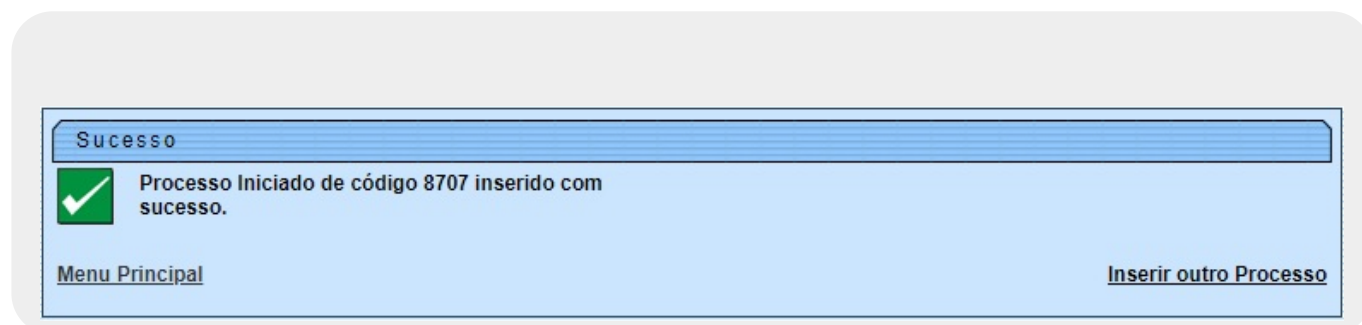 Sucesso
Processo Iniciado de código 8707 inserido com
sucesso.
Menu Principal
Inserir outro Processo